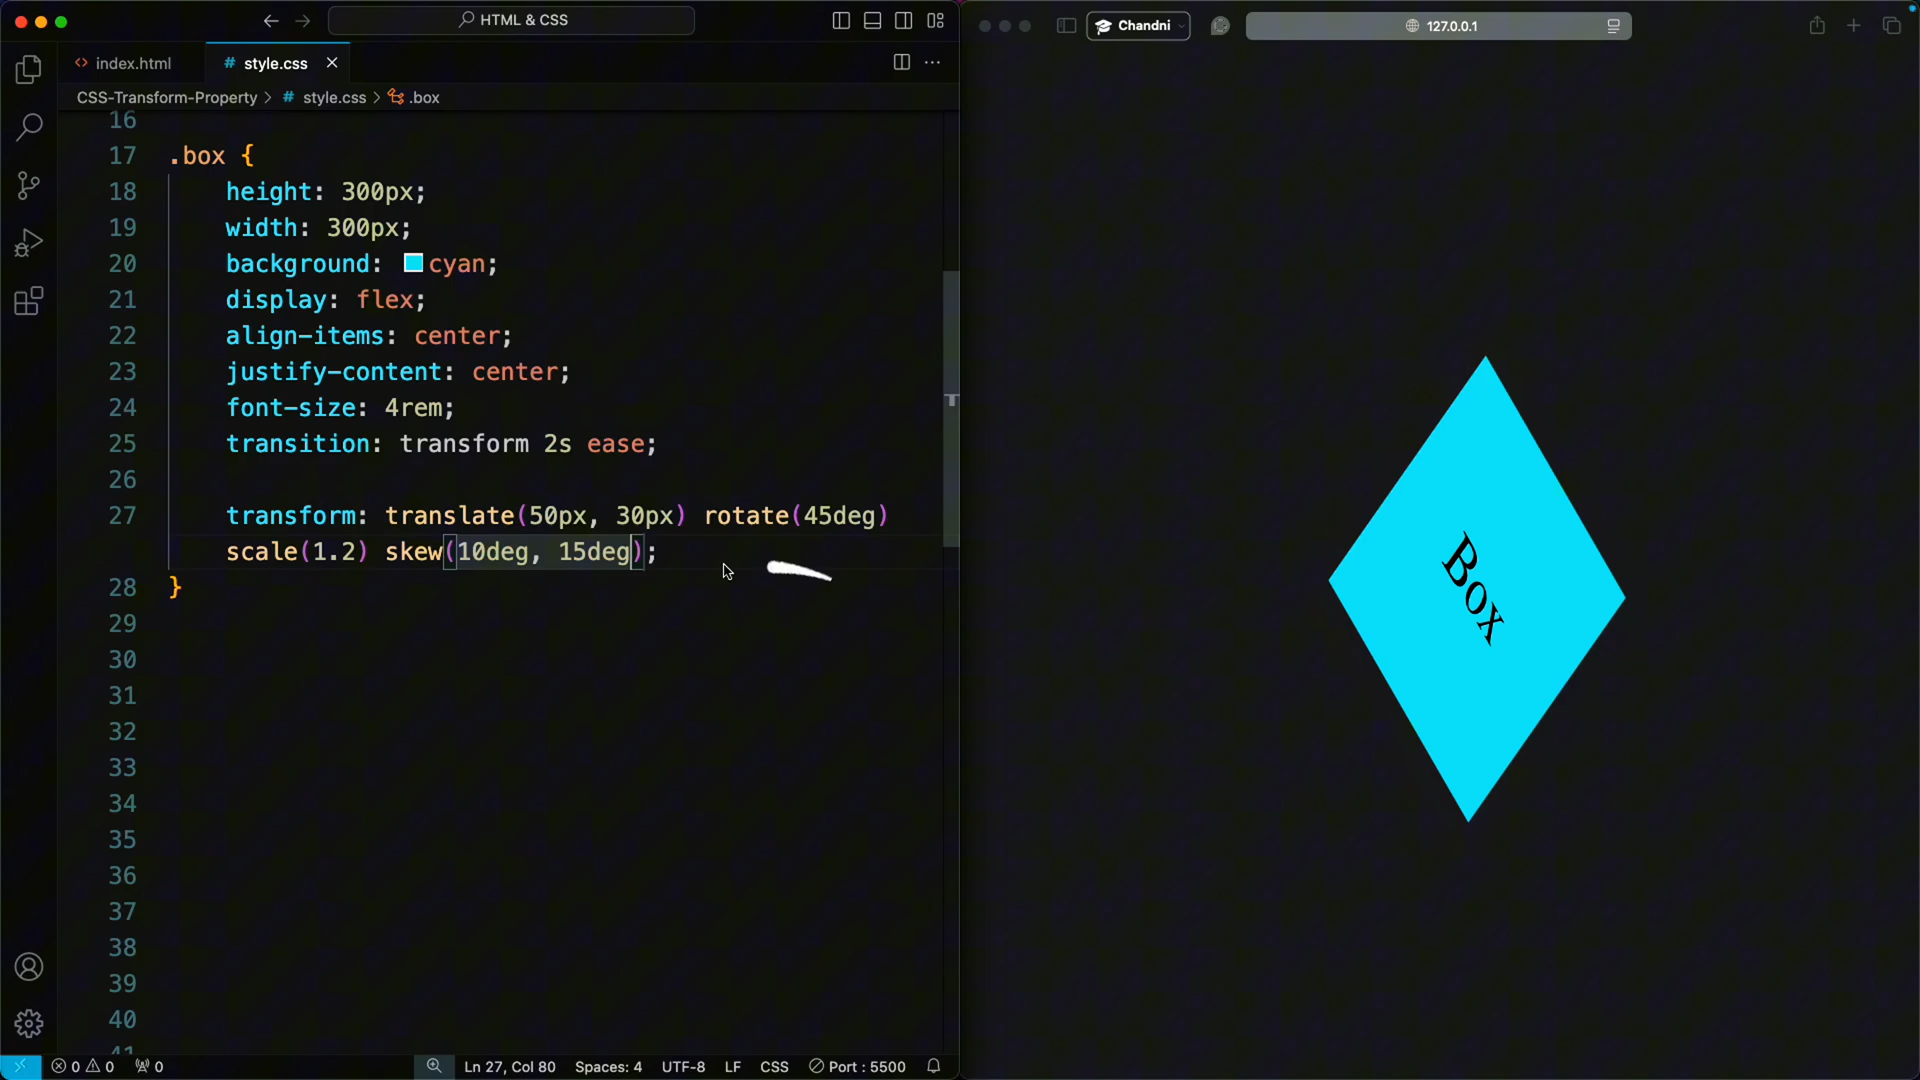 HTML & CSS
index.html
# style.css
CSS-Transform-Property > # style.css > .box
16
17 .box {
18 height: 300px;
19 width: 300px;
20 background: cyan;
21 display: flex;
22 align-items: center;
23 justify-content: center;
24 font-size: 4rem;
25 transition: transform 2s ease;
26
27 transform: translate(50px, 30px) rotate(45deg)
scale(1.2) skew(10deg, 15deg);
28 }
29
30
31
32
33
34
35
36
37
38
39
40
41
0 0 0 Ln 27, Col 80 Spaces: 4 UTF-8 LF CSS Port : 5500
Chandni
127.0.0.1
Box